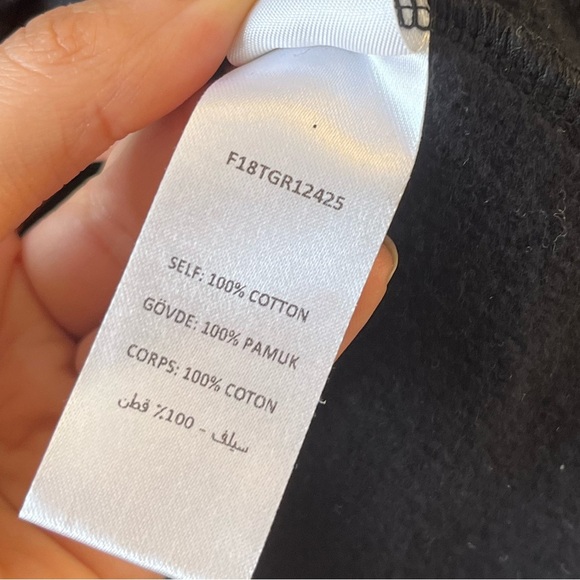 F18TGR12425
SELF: 100% COTTON
GÖVDE: 100% PAMUK
CORPS: 100% COTON
سيلف - 100٪ قطن